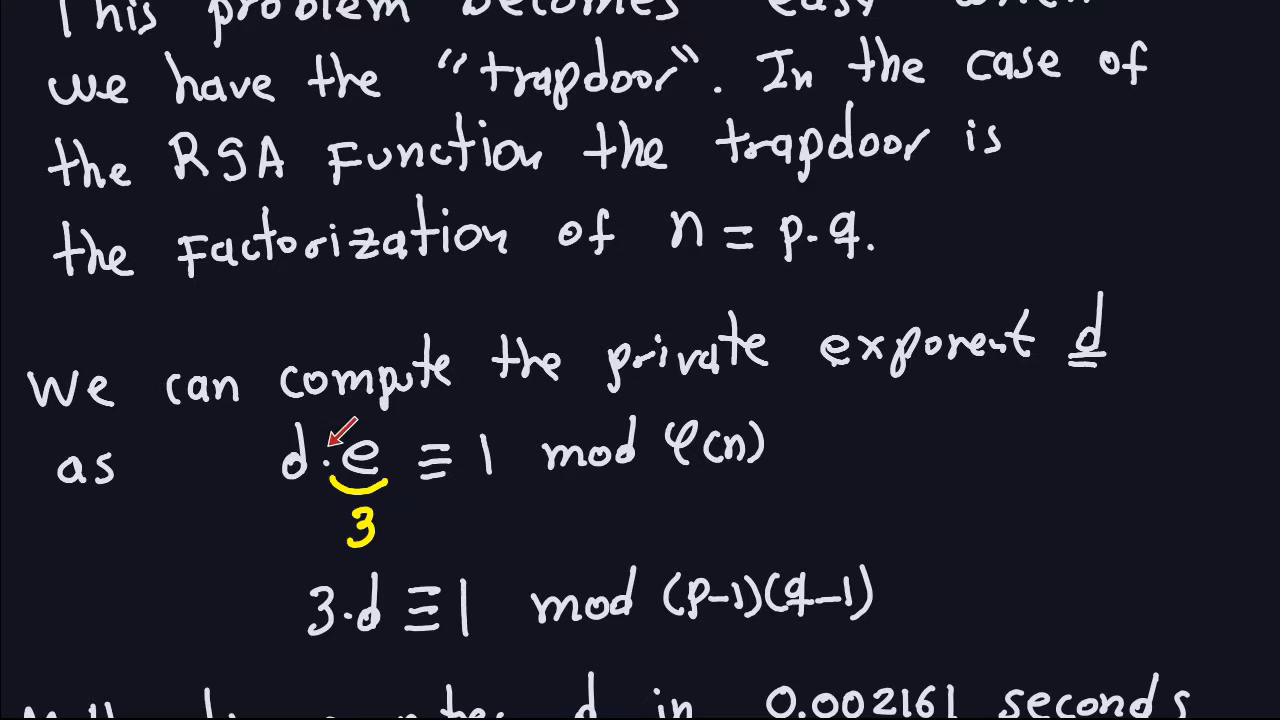 This problem becomes easy when
we have the "trapdoor". In the case of
the RSA Function the trapdoor is
the Factorization of n = p·q.
We can compute the private exponent d
as d·e ≡ 1 mod φ(n)
3
3·d ≡ 1 mod (p-1)(q-1)
d in 0.002161 seconds